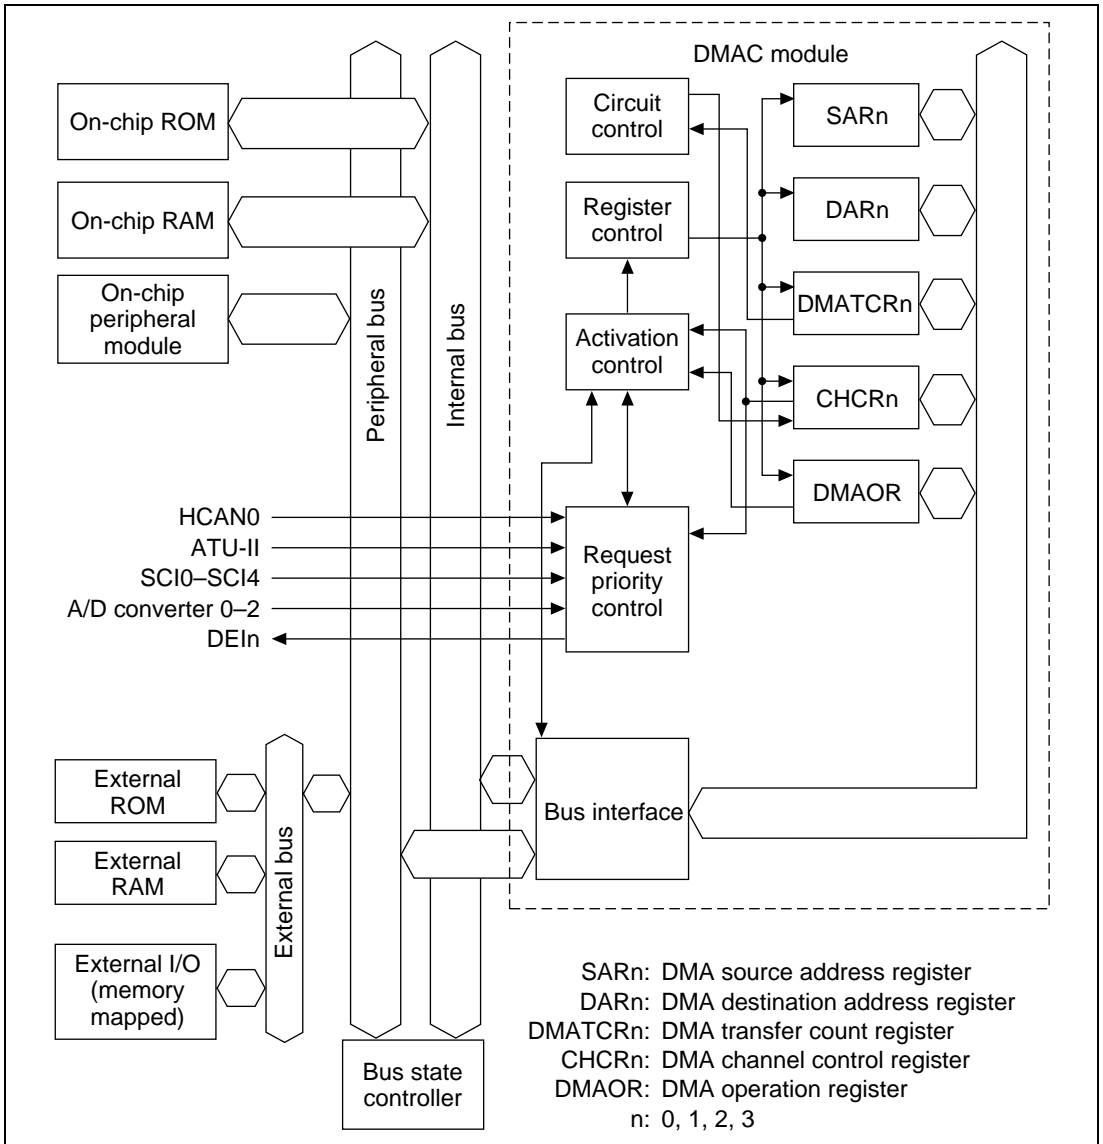 DMAC module
On-chip ROM
On-chip RAM
On-chip
peripheral
module
Peripheral bus
Internal bus
Circuit
control
Register
control
Activation
control
SARn
DARn
DMATCRn
CHCRn
DMAOR
HCAN0
ATU-II
SCI0–SCI4
A/D converter 0–2
DEIn
Request
priority
control
External
ROM
External
RAM
External I/O
(memory
mapped)
External bus
Bus interface
Bus state
controller
SARn: DMA source address register
DARn: DMA destination address register
DMATCRn: DMA transfer count register
CHCRn: DMA channel control register
DMAOR: DMA operation register
n: 0, 1, 2, 3